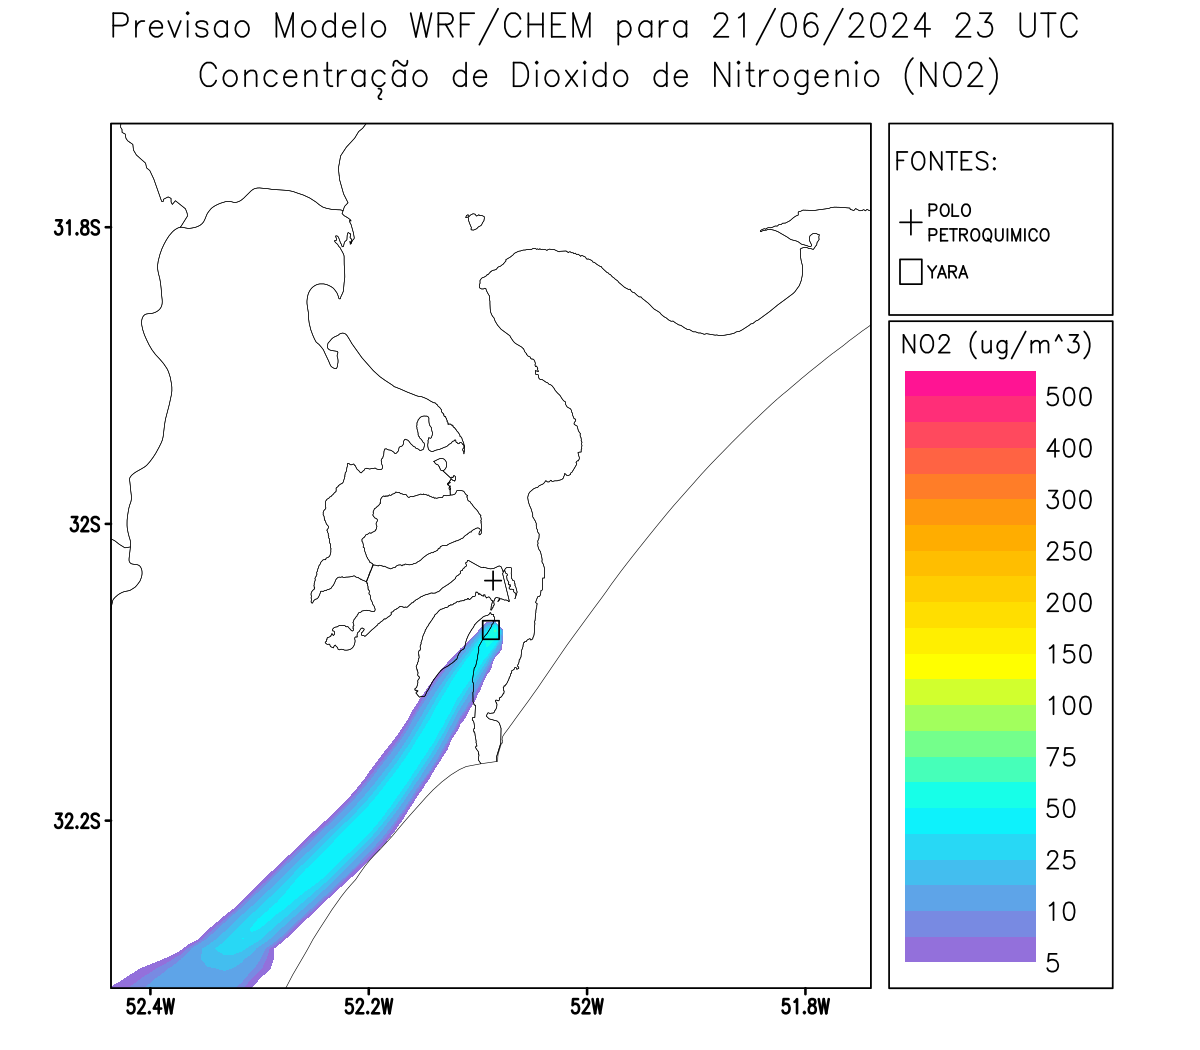 Previsao Modelo WRF/CHEM para 21/06/2024 23 UTC
Concentração de Dioxido de Nitrogenio (NO2)
FONTES:
POLO
PETROQUIMICO
YARA
NO2 (ug/m^3)
500
400
300
250
200
150
100
75
50
25
10
5
31.8S
32S
32.2S
52.4W
52.2W
52W
51.8W